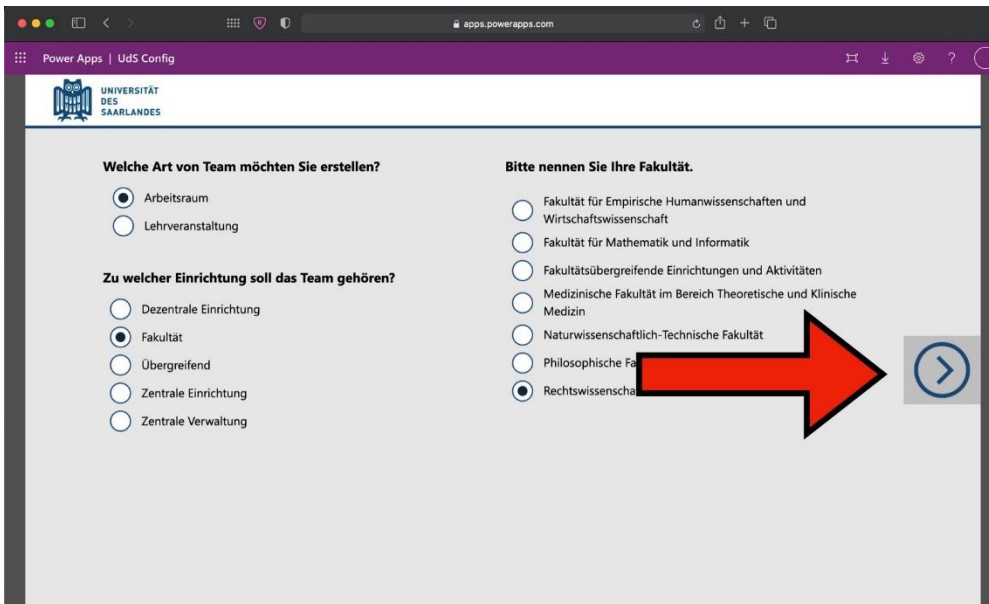 apps.powerapps.com
Power Apps | UdS Config
?
UNIVERSITÄT
DES
SAARLANDES
Welche Art von Team möchten Sie erstellen?
Arbeitsraum
Lehrveranstaltung
Zu welcher Einrichtung soll das Team gehören?
Dezentrale Einrichtung
Fakultät
Übergreifend
Zentrale Einrichtung
Zentrale Verwaltung
Bitte nennen Sie Ihre Fakultät.
Fakultät für Empirische Humanwissenschaften und
Wirtschaftswissenschaft
Fakultät für Mathematik und Informatik
Fakultätsübergreifende Einrichtungen und Aktivitäten
Medizinische Fakultät im Bereich Theoretische und Klinische
Medizin
Naturwissenschaftlich-Technische Fakultät
Philosophische Fa
Rechtswissenscha